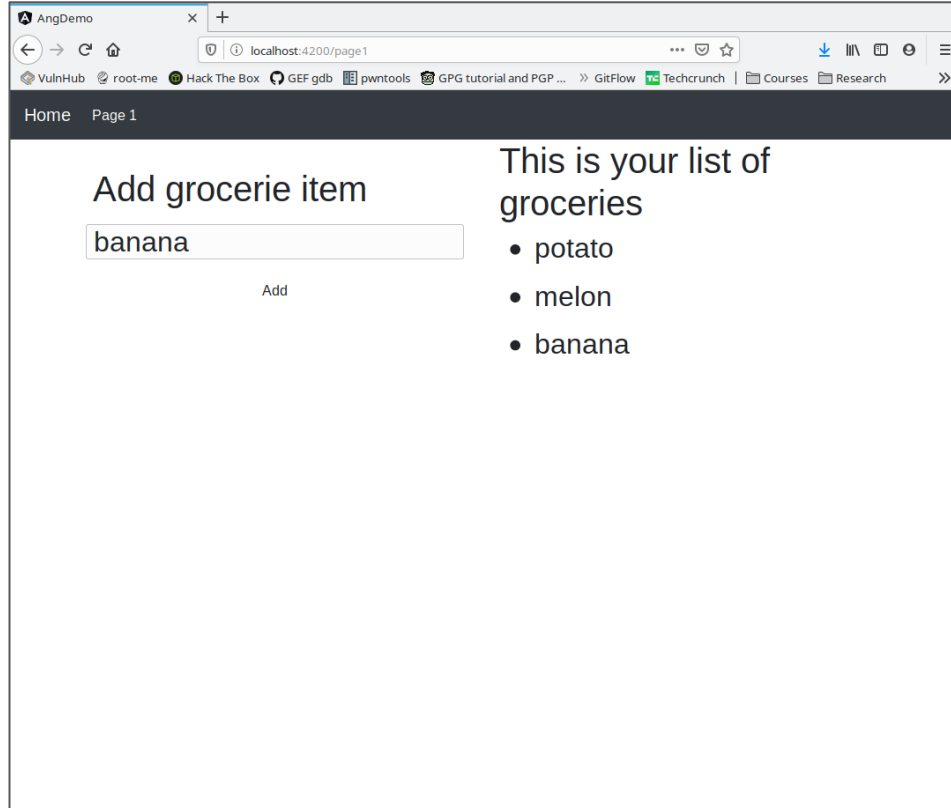 AngDemo
localhost:4200/page1
VulnHub root-me Hack The Box GEF gdb pwntools GPG tutorial and PGP ... GitFlow Techcrunch Courses Research
Home Page 1
Add grocerie item
banana
Add
This is your list of
groceries
potato
melon
banana